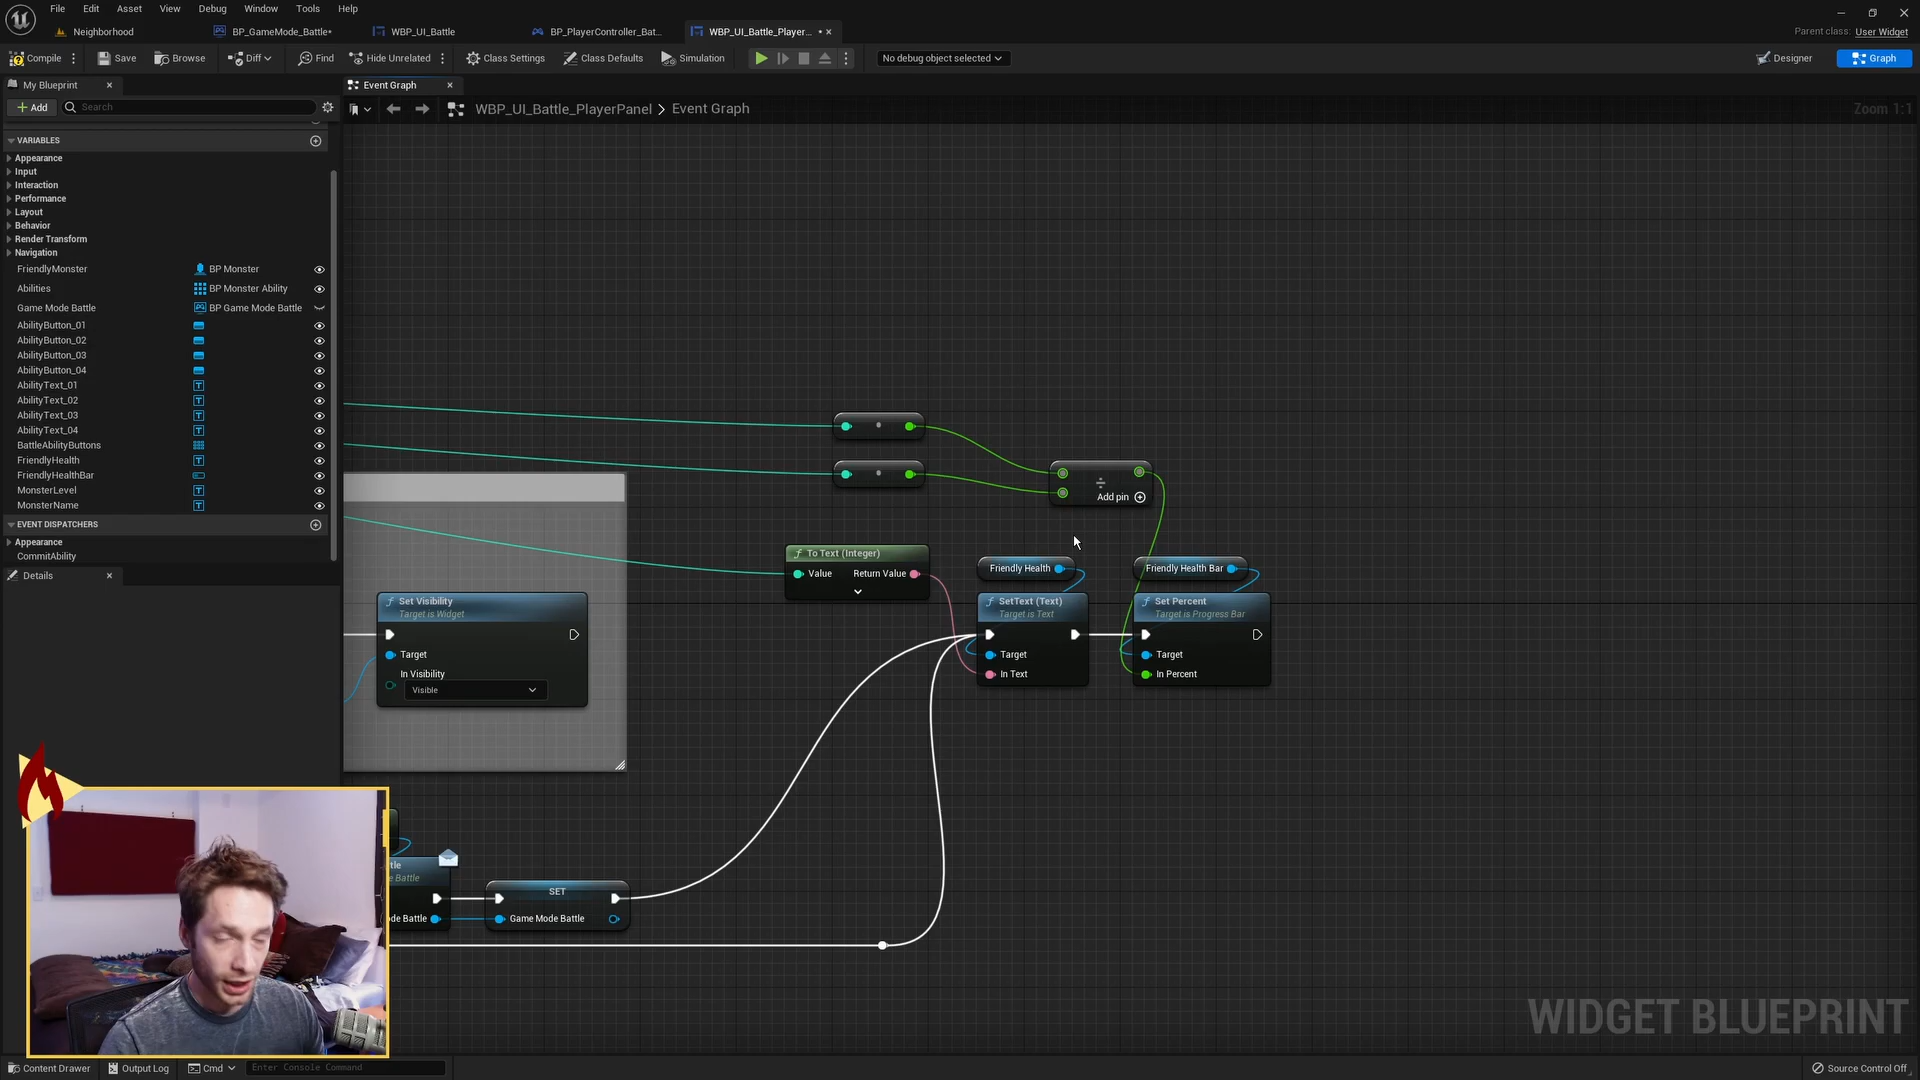 File Edit Asset View Debug Window Tools Help
Neighborhood BP_GameMode_Battle* WBP_UI_Battle BP_PlayerController_Bat... WBP_UI_Battle_Player... •
Parent class: User Widget
Compile Save Browse Diff Find Hide Unrelated Class Settings Class Defaults Simulation No debug object selected Designer Graph
My Blueprint Event Graph
Add Search WBP_UI_Battle_PlayerPanel > Event Graph Zoom 1:1
VARIABLES
Appearance
Input
Interaction
Performance
Layout
Behavior
Render Transform
Navigation
FriendlyMonster BP Monster
Abilities BP Monster Ability
Game Mode Battle BP Game Mode Battle
AbilityButton_01
AbilityButton_02
AbilityButton_03
AbilityButton_04
AbilityText_01
AbilityText_02
AbilityText_03
AbilityText_04
BattleAbilityButtons
FriendlyHealth
FriendlyHealthBar
MonsterLevel
MonsterName
EVENT DISPATCHERS
Appearance
CommitAbility
Details
÷
Add pin
To Text (Integer)
Value Return Value
Friendly Health
Friendly Health Bar
Set Visibility
Target is Widget
Target
In Visibility
Visible
SetText (Text)
Target is Text
Target
In Text
Set Percent
Target is Progress Bar
Target
In Percent
tle
e Battle
de Battle
SET
Game Mode Battle
WIDGET BLUEPRINT
Content Drawer Output Log Cmd Enter Console Command Source Control Off